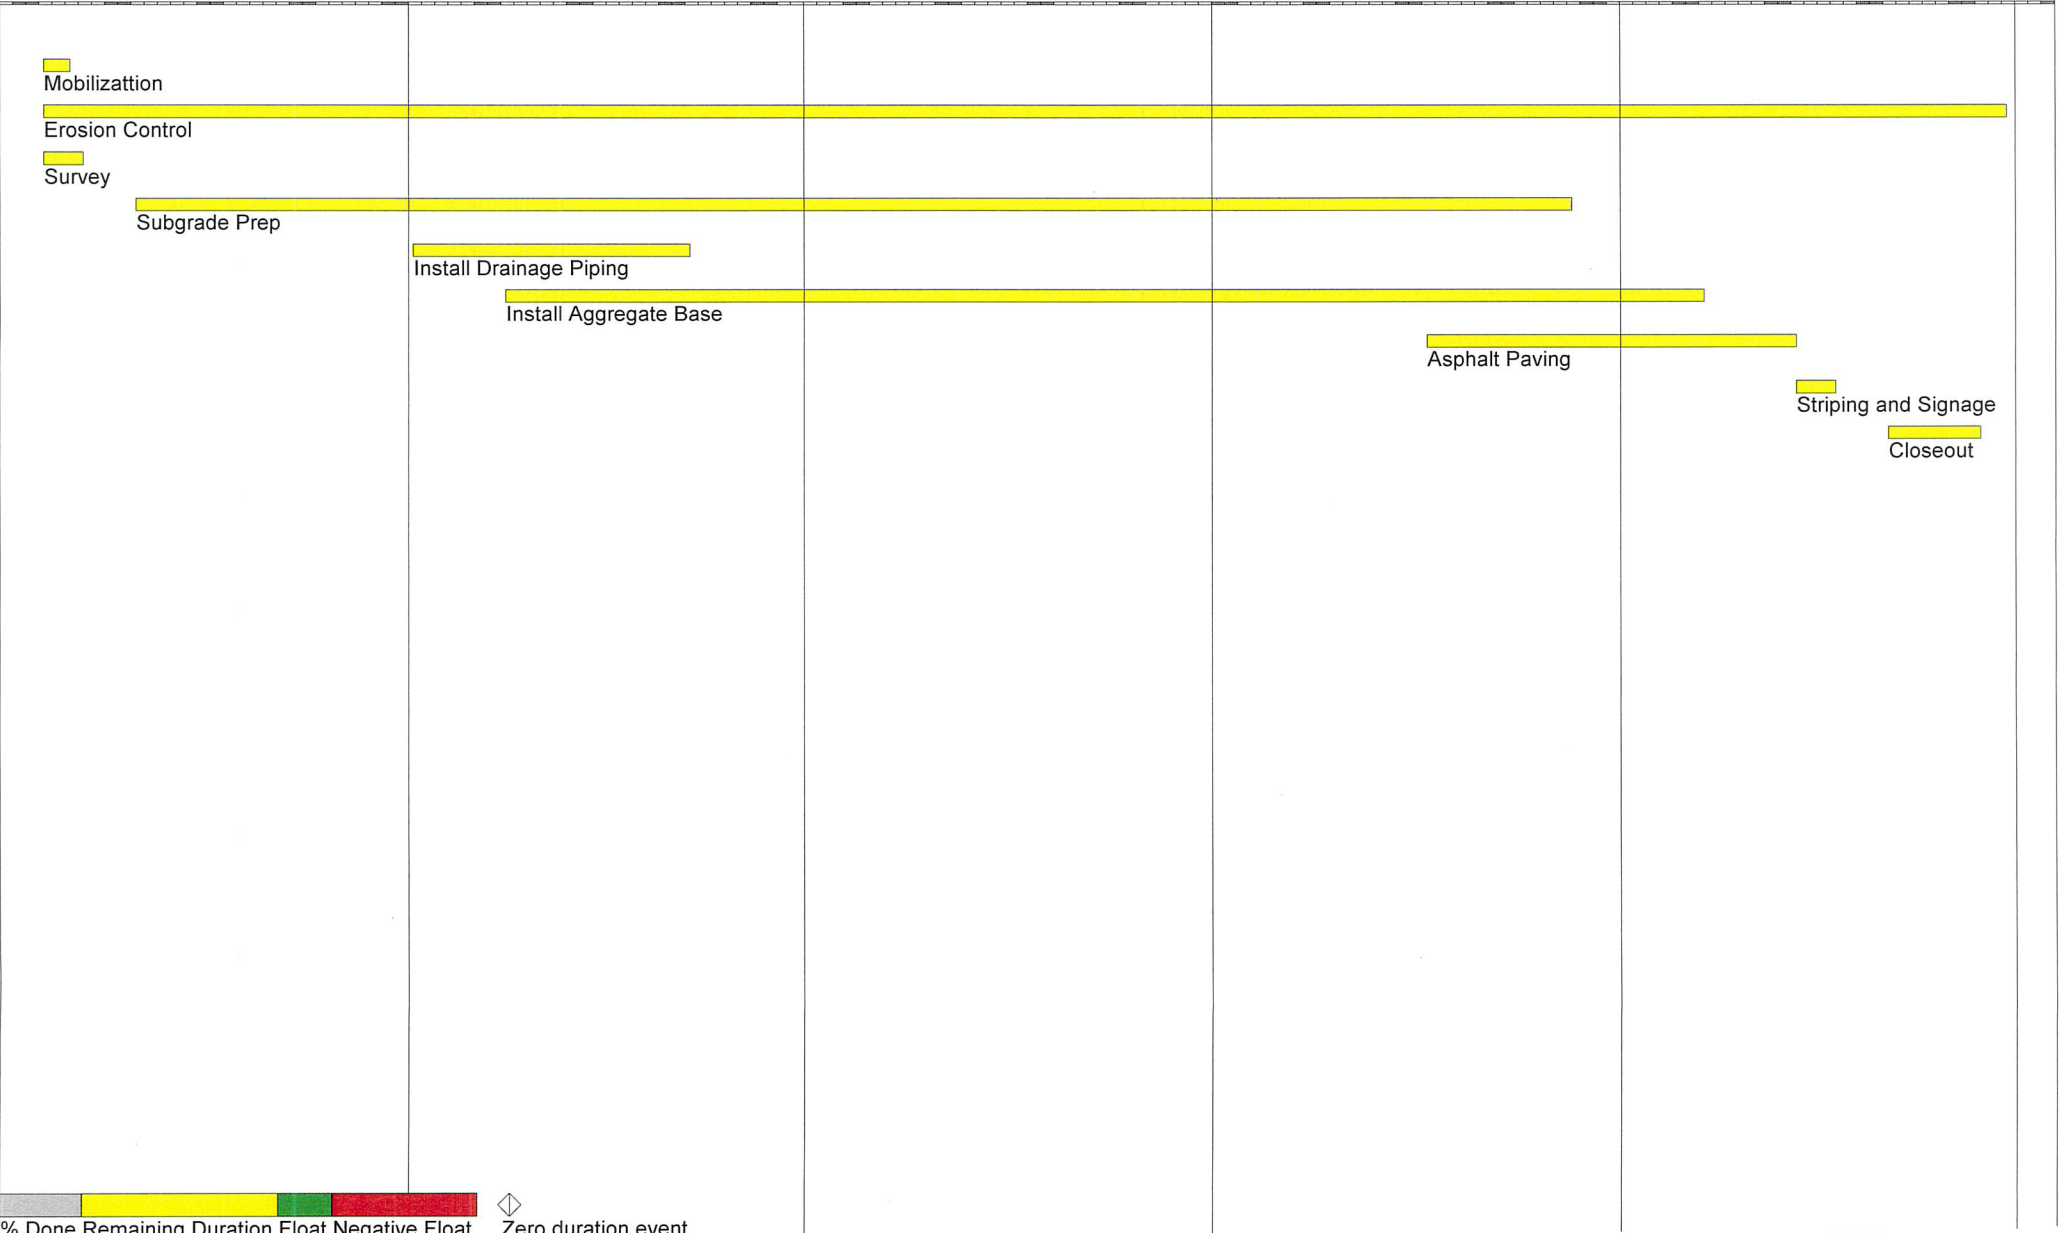 Mobilizattion
Erosion Control
Survey
Subgrade Prep
Install Drainage Piping
Install Aggregate Base
Asphalt Paving
Striping and Signage
Closeout
% Done Remaining Duration Float Negative Float Zero duration event